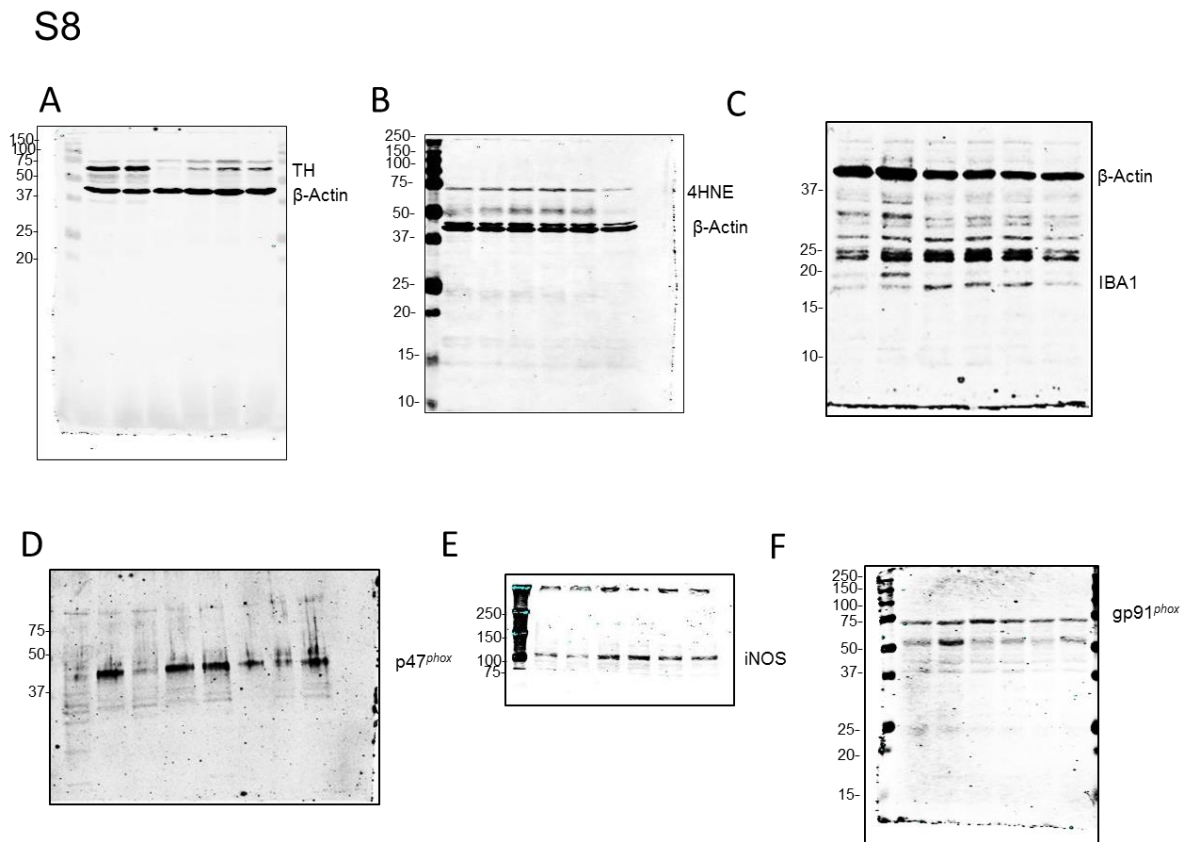 S8
A
150-
100-
75-
50-
37-
25-
20-
TH
β-Actin
B
250-
150-
100-
75-
50-
37-
25-
20-
15-
10-
4HNE
β-Actin
C
37-
25-
20-
15-
10-
β-Actin
IBA1
D
75-
50-
37-
p47phox
E
250-
150-
100-
75-
iNOS
F
250-
150-
100-
75-
50-
37-
25-
20-
15-
gp91phox